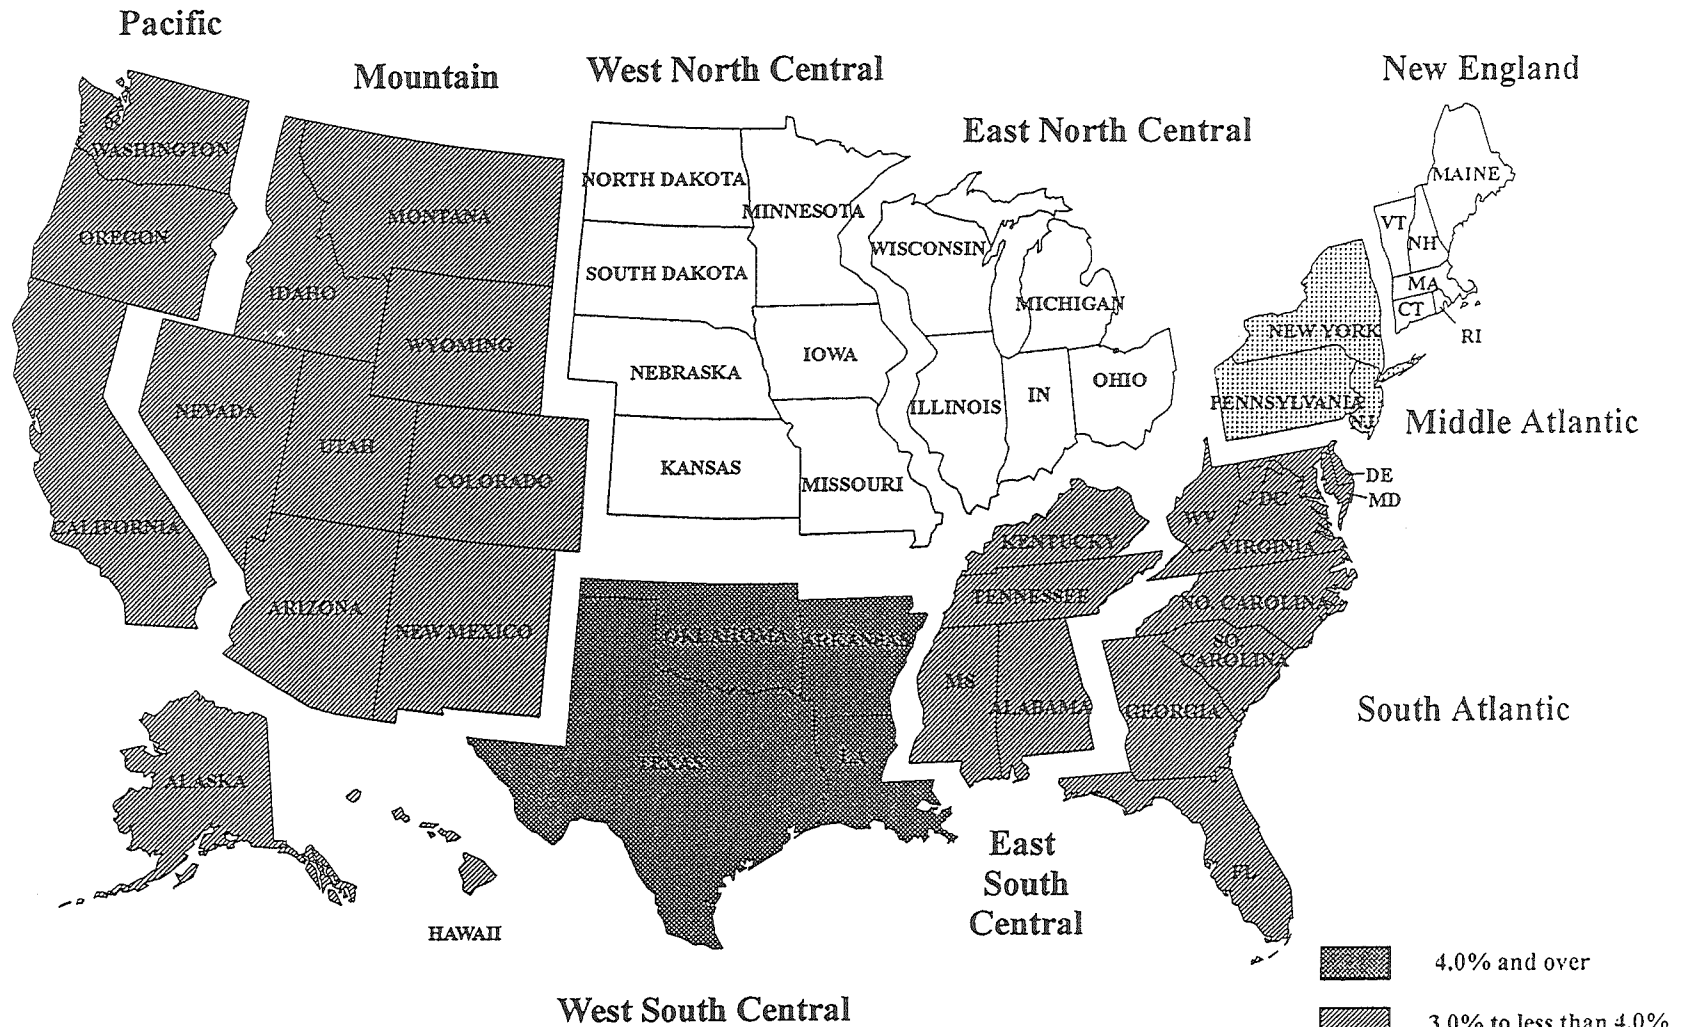 Pacific
Mountain
West North Central
East North Central
New England
WASHINGTON
OREGON
MONTANA
IDAHO
WYOMING
NORTH DAKOTA
MINNESOTA
SOUTH DAKOTA
WISCONSIN
MICHIGAN
MAINE
VT
NH
MA
CT
RI
NEW YORK
NEBRASKA
IOWA
ILLINOIS
IN
OHIO
PENNSYLVANIA
NJ
Middle Atlantic
NEVADA
UTAH
COLORADO
KANSAS
MISSOURI
CALIFORNIA
KENTUCKY
WV
DC
DE
MD
VIRGINIA
ARIZONA
NEW MEXICO
OKLAHOMA
ARKANSAS
TENNESSEE
NO. CAROLINA
SO.
CAROLINA
MS
ALABAMA
GEORGIA
South Atlantic
TEXAS
LA
ALASKA
HAWAII
FL
East
South
Central
West South Central
4.0% and over
3.0% to less than 4.0%